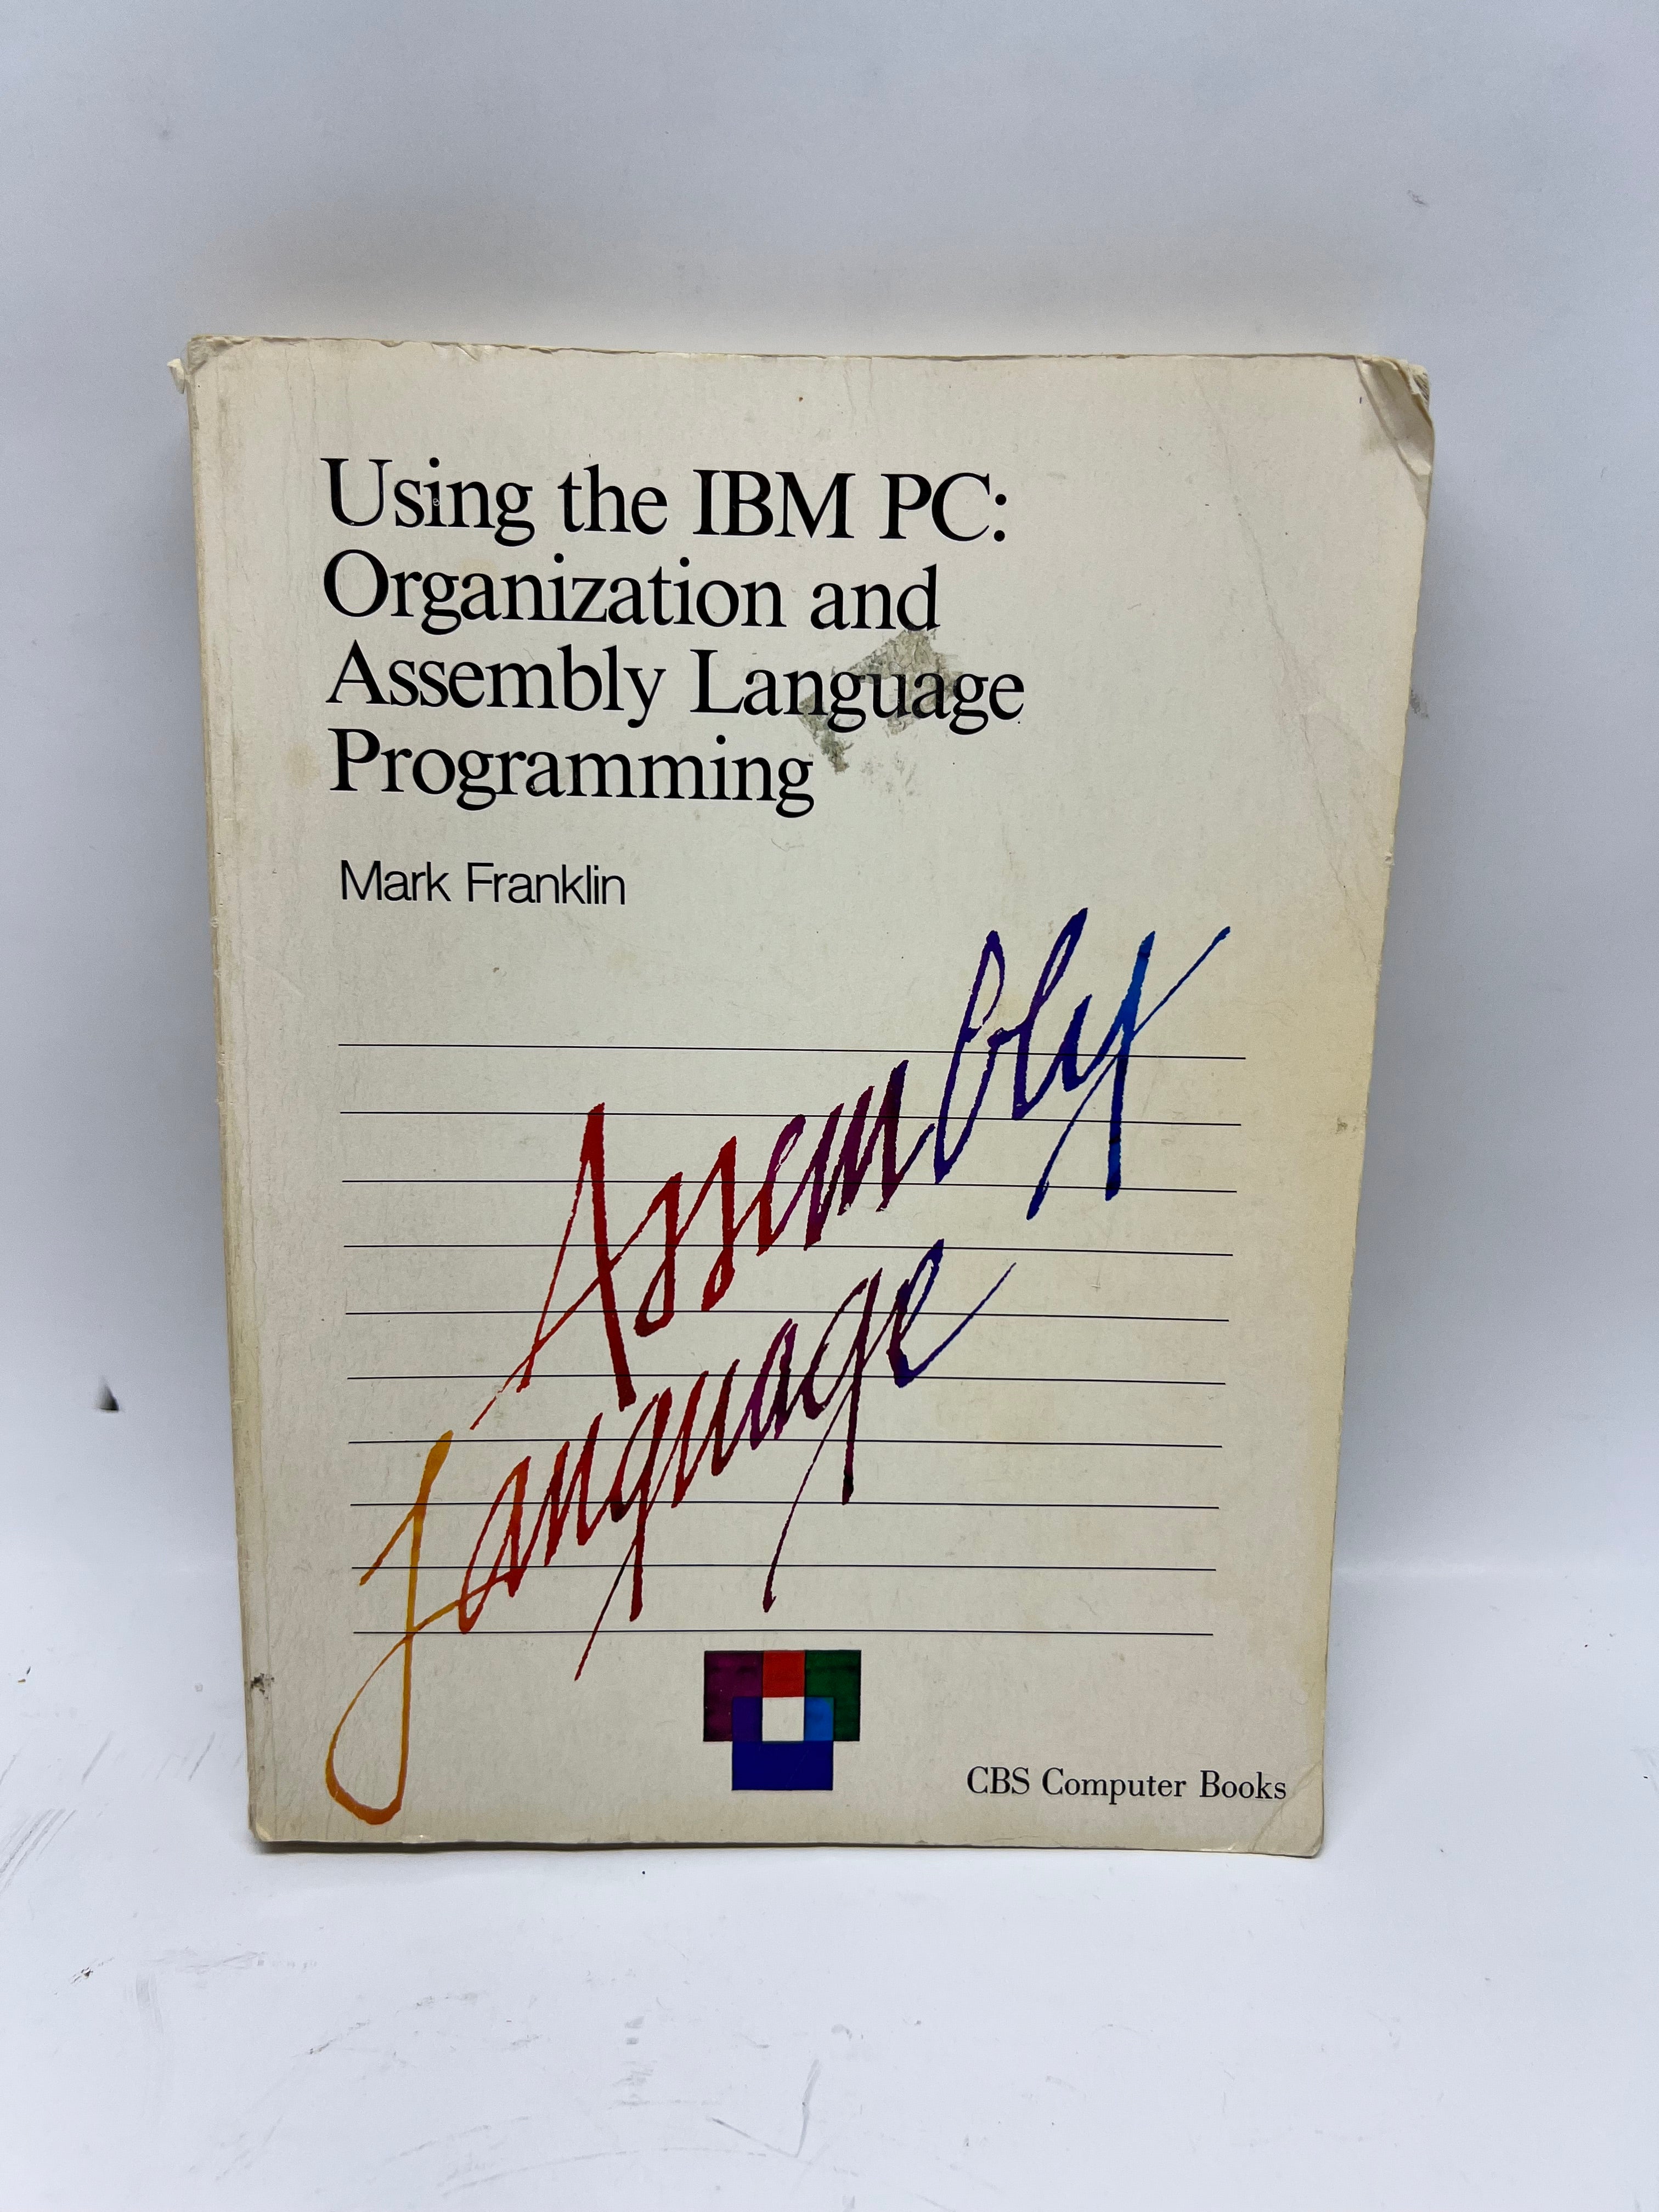 Using the IBM PC:
Organization and
Assembly Language
Programming
Mark Franklin
Assembly
Language
CBS Computer Books